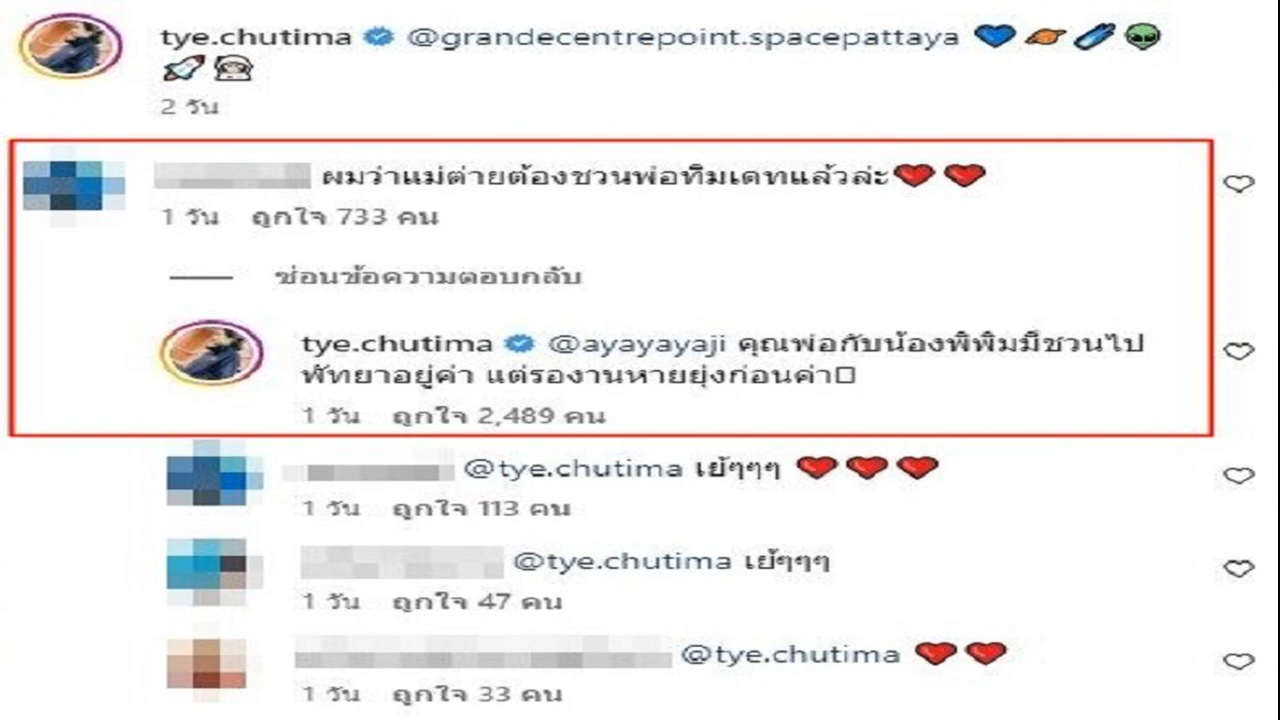 tye.chutima @grandecentrepoint.spacepattaya 💙🪐☄️👽
🚀👩‍🚀
2 วัน
ผมว่าแม่ต่ายต้องชวนพ่อทิมเดทแล้วล่ะ❤️❤️
1 วัน ถูกใจ 733 คน
ซ่อนข้อความตอบกลับ
tye.chutima @ayayayaji คุณพ่อกับน้องพิพิมมีชวนไป
พัทยาอยู่ค่า แต่รองานหายยุ่งก่อนค่า□
1 วัน ถูกใจ 2,489 คน
@tye.chutima เย้ๆๆๆ ❤️❤️❤️
1 วัน ถูกใจ 113 คน
@tye.chutima เย้ๆๆๆ
1 วัน ถูกใจ 47 คน
@tye.chutima ❤️❤️
1 วัน ถูกใจ 33 คน